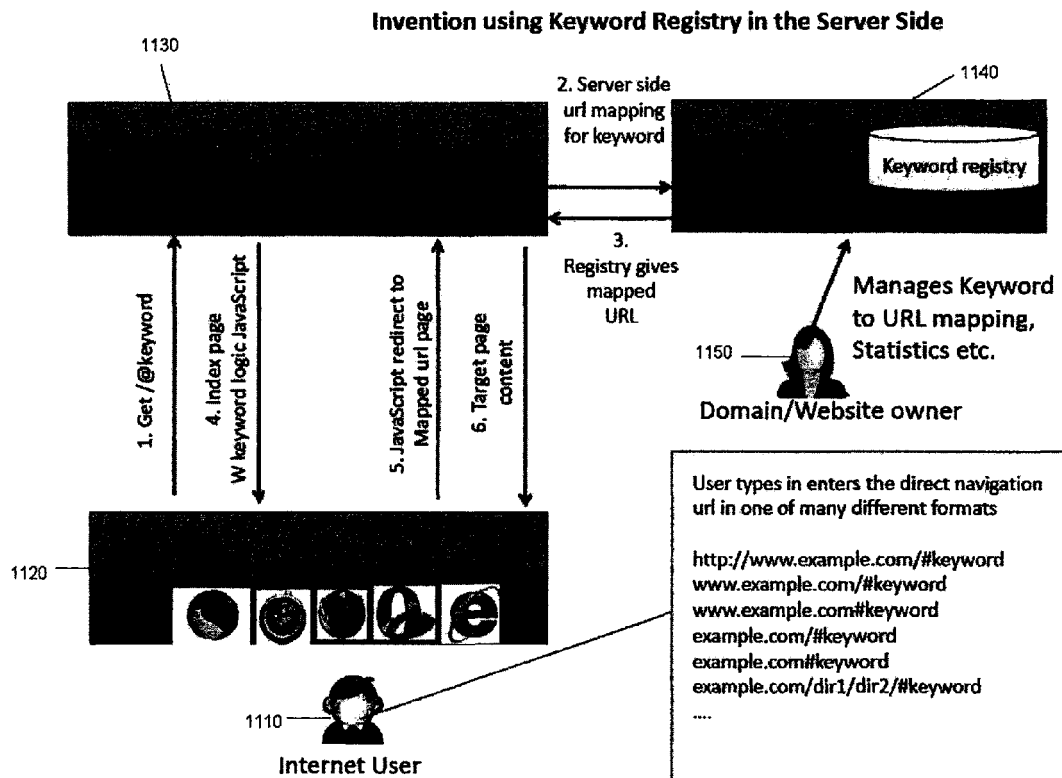 Invention using Keyword Registry in the Server Side
1130
1140
2. Server side
url mapping
for keyword
Keyword registry
3.
Registry gives
mapped
URL
1. Get /@keyword
4. Index page
W keyword logic JavaScript
5. JavaScript redirect to
Mapped url page
6. Target page
content
Manages Keyword
to URL mapping,
Statistics etc.
1150
Domain/Website owner
1120
1110
Internet User
User types in enters the direct navigation
url in one of many different formats
http://www.example.com/#keyword
www.example.com/#keyword
www.example.com#keyword
example.com/#keyword
example.com#keyword
example.com/dir1/dir2/#keyword
....